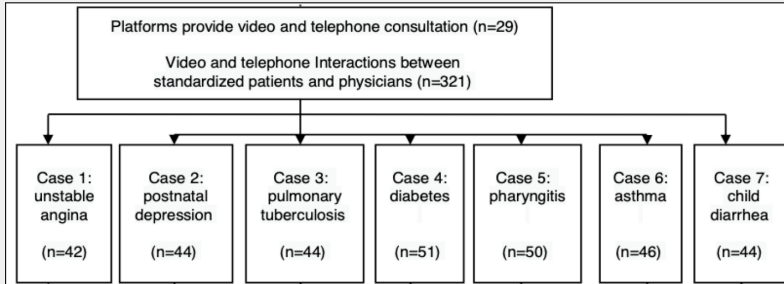 Platforms provide video and telephone consultation (n=29)
Video and telephone Interactions between
standardized patients and physicians (n=321)
Case 1:
unstable
angina
(n=42)
Case 2:
postnatal
depression
(n=44)
Case 3:
pulmonary
tuberculosis
(n=44)
Case 4:
diabetes
(n=51)
Case 5:
pharyngitis
(n=50)
Case 6:
asthma
(n=46)
Case 7:
child
diarrhea
(n=44)